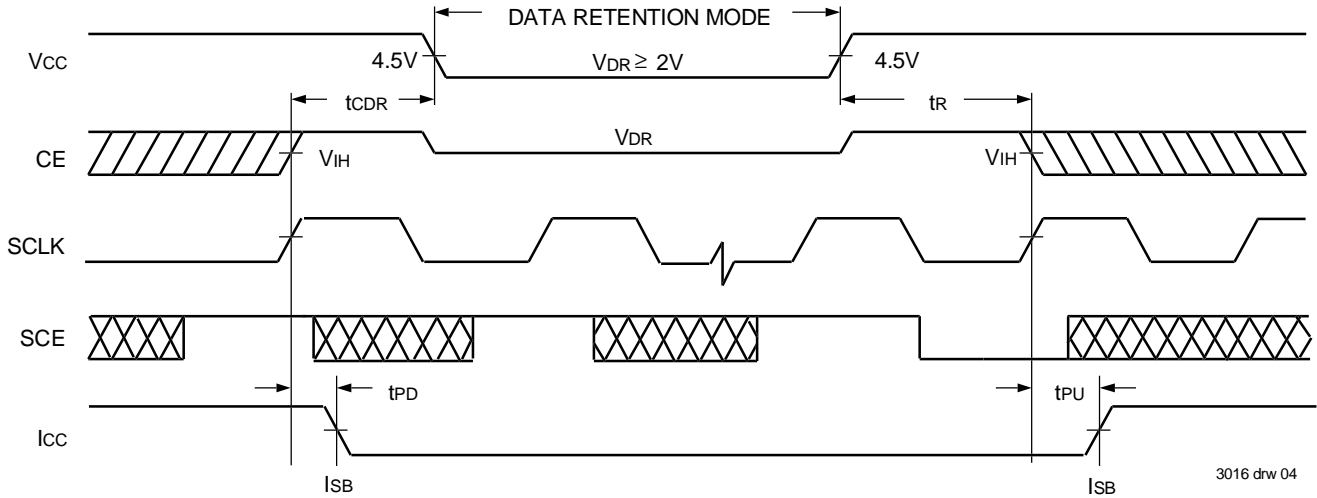 DATA RETENTION MODE
VCC
4.5V
VDR ≥ 2V
4.5V
tCDR
tR
CE
VIH
VDR
VIH
SCLK
SCE
tPD
tPU
ICC
ISB
ISB
3016 drw 04